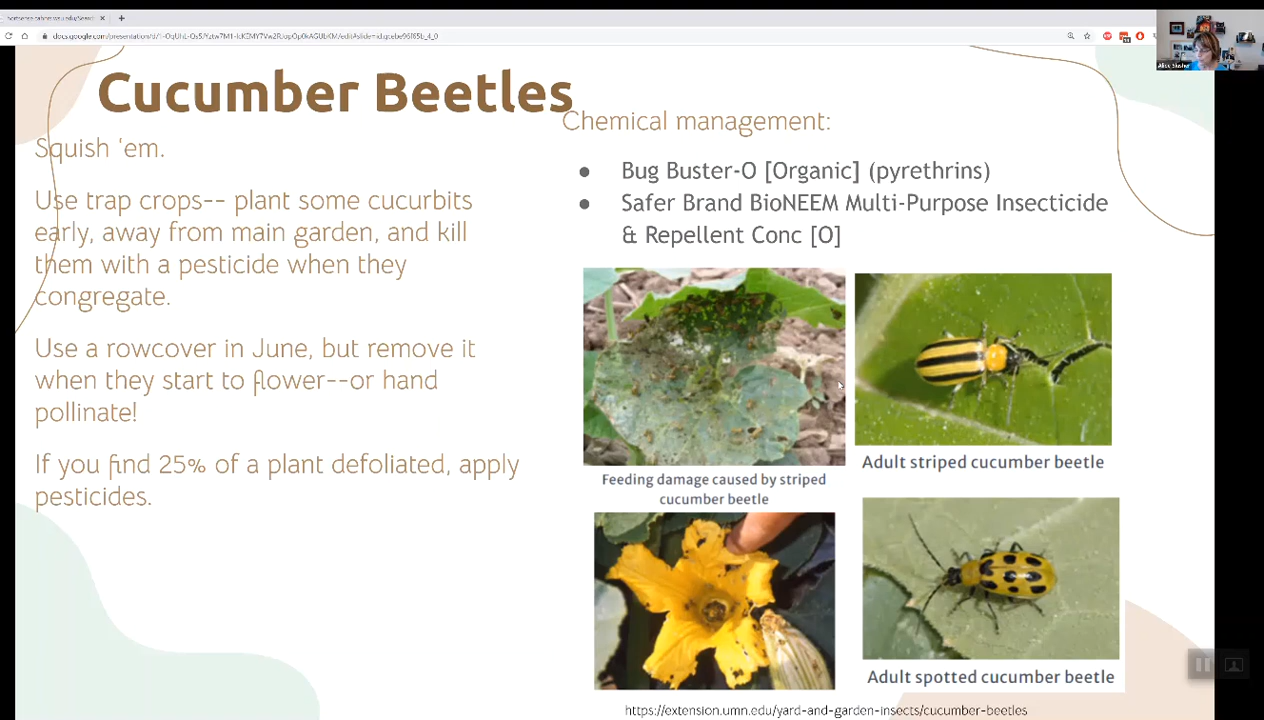 Cucumber Beetles
Squish ‘em.
Use trap crops-- plant some cucurbits
early, away from main garden, and kill
them with a pesticide when they
congregate.
Use a rowcover in June, but remove it
when they start to flower--or hand
pollinate!
If you find 25% of a plant defoliated, apply
pesticides.
Chemical management:
● Bug Buster-O [Organic] (pyrethrins)
● Safer Brand BioNEEM Multi-Purpose Insecticide
& Repellent Conc [O]
Feeding damage caused by striped
cucumber beetle
Adult striped cucumber beetle
Adult spotted cucumber beetle
https://extension.umn.edu/yard-and-garden-insects/cucumber-beetles